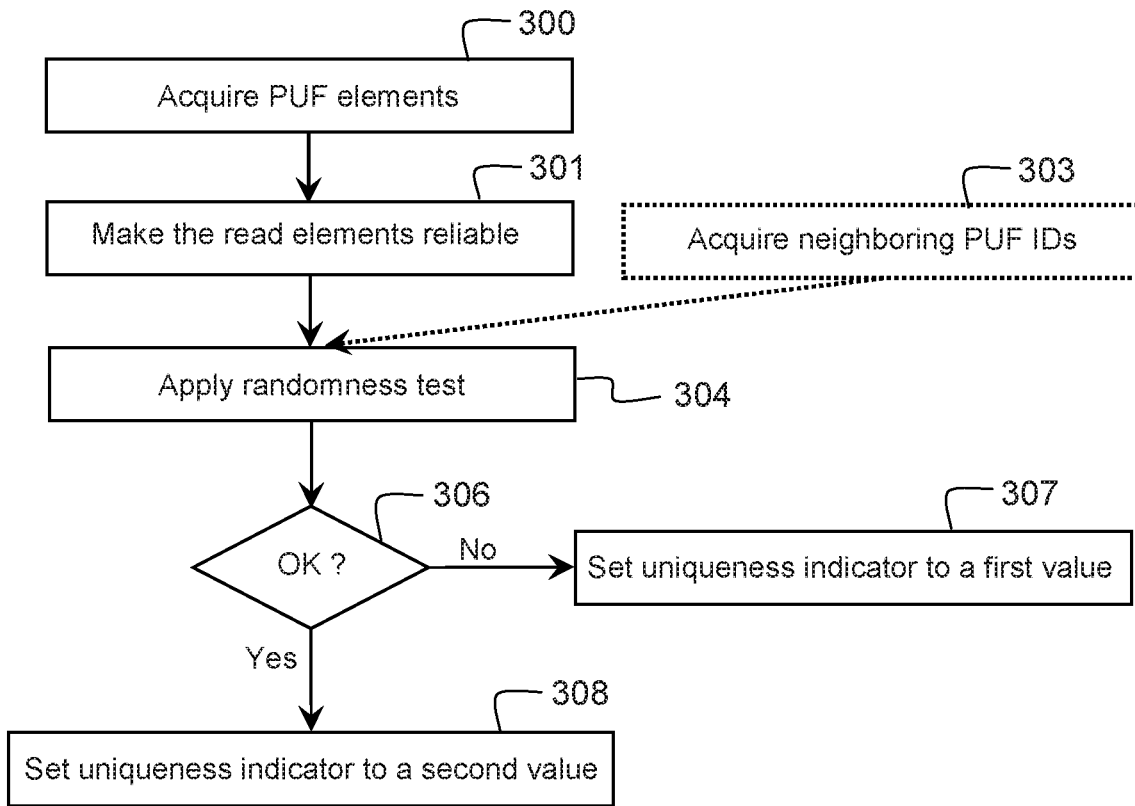 300
Acquire PUF elements
301
Make the read elements reliable
303
Acquire neighboring PUF IDs
Apply randomness test
304
306
OK ?
No
307
Set uniqueness indicator to a first value
Yes
308
Set uniqueness indicator to a second value